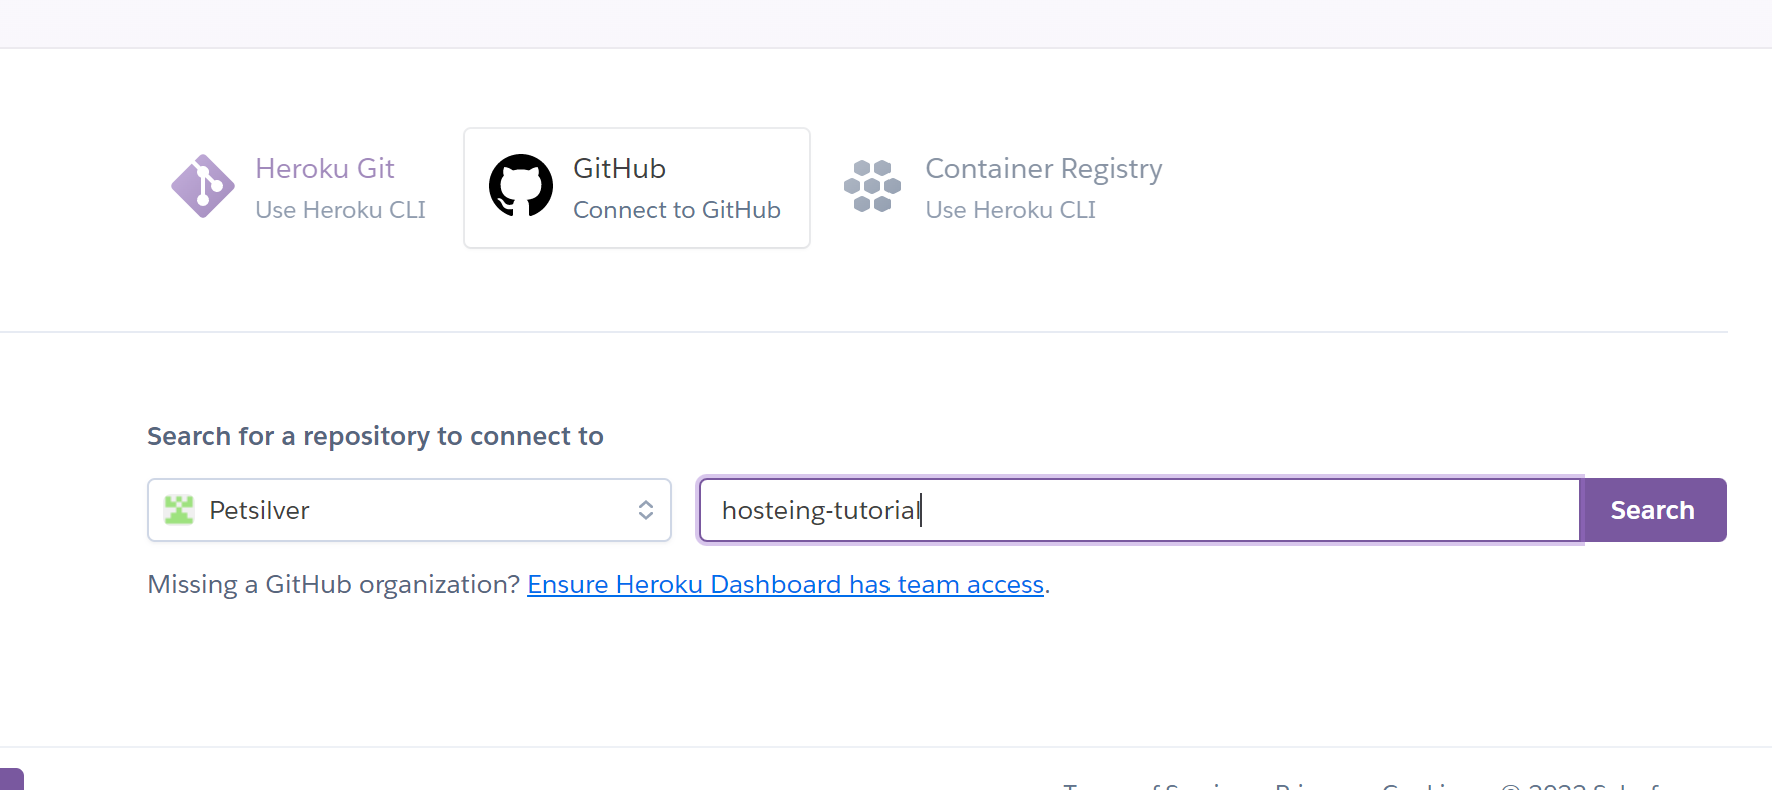 Heroku Git
Use Heroku CLI
GitHub
Connect to GitHub
Container Registry
Use Heroku CLI
Search for a repository to connect to
Petsilver
hosteing-tutorial
Search
Missing a GitHub organization? Ensure Heroku Dashboard has team access.